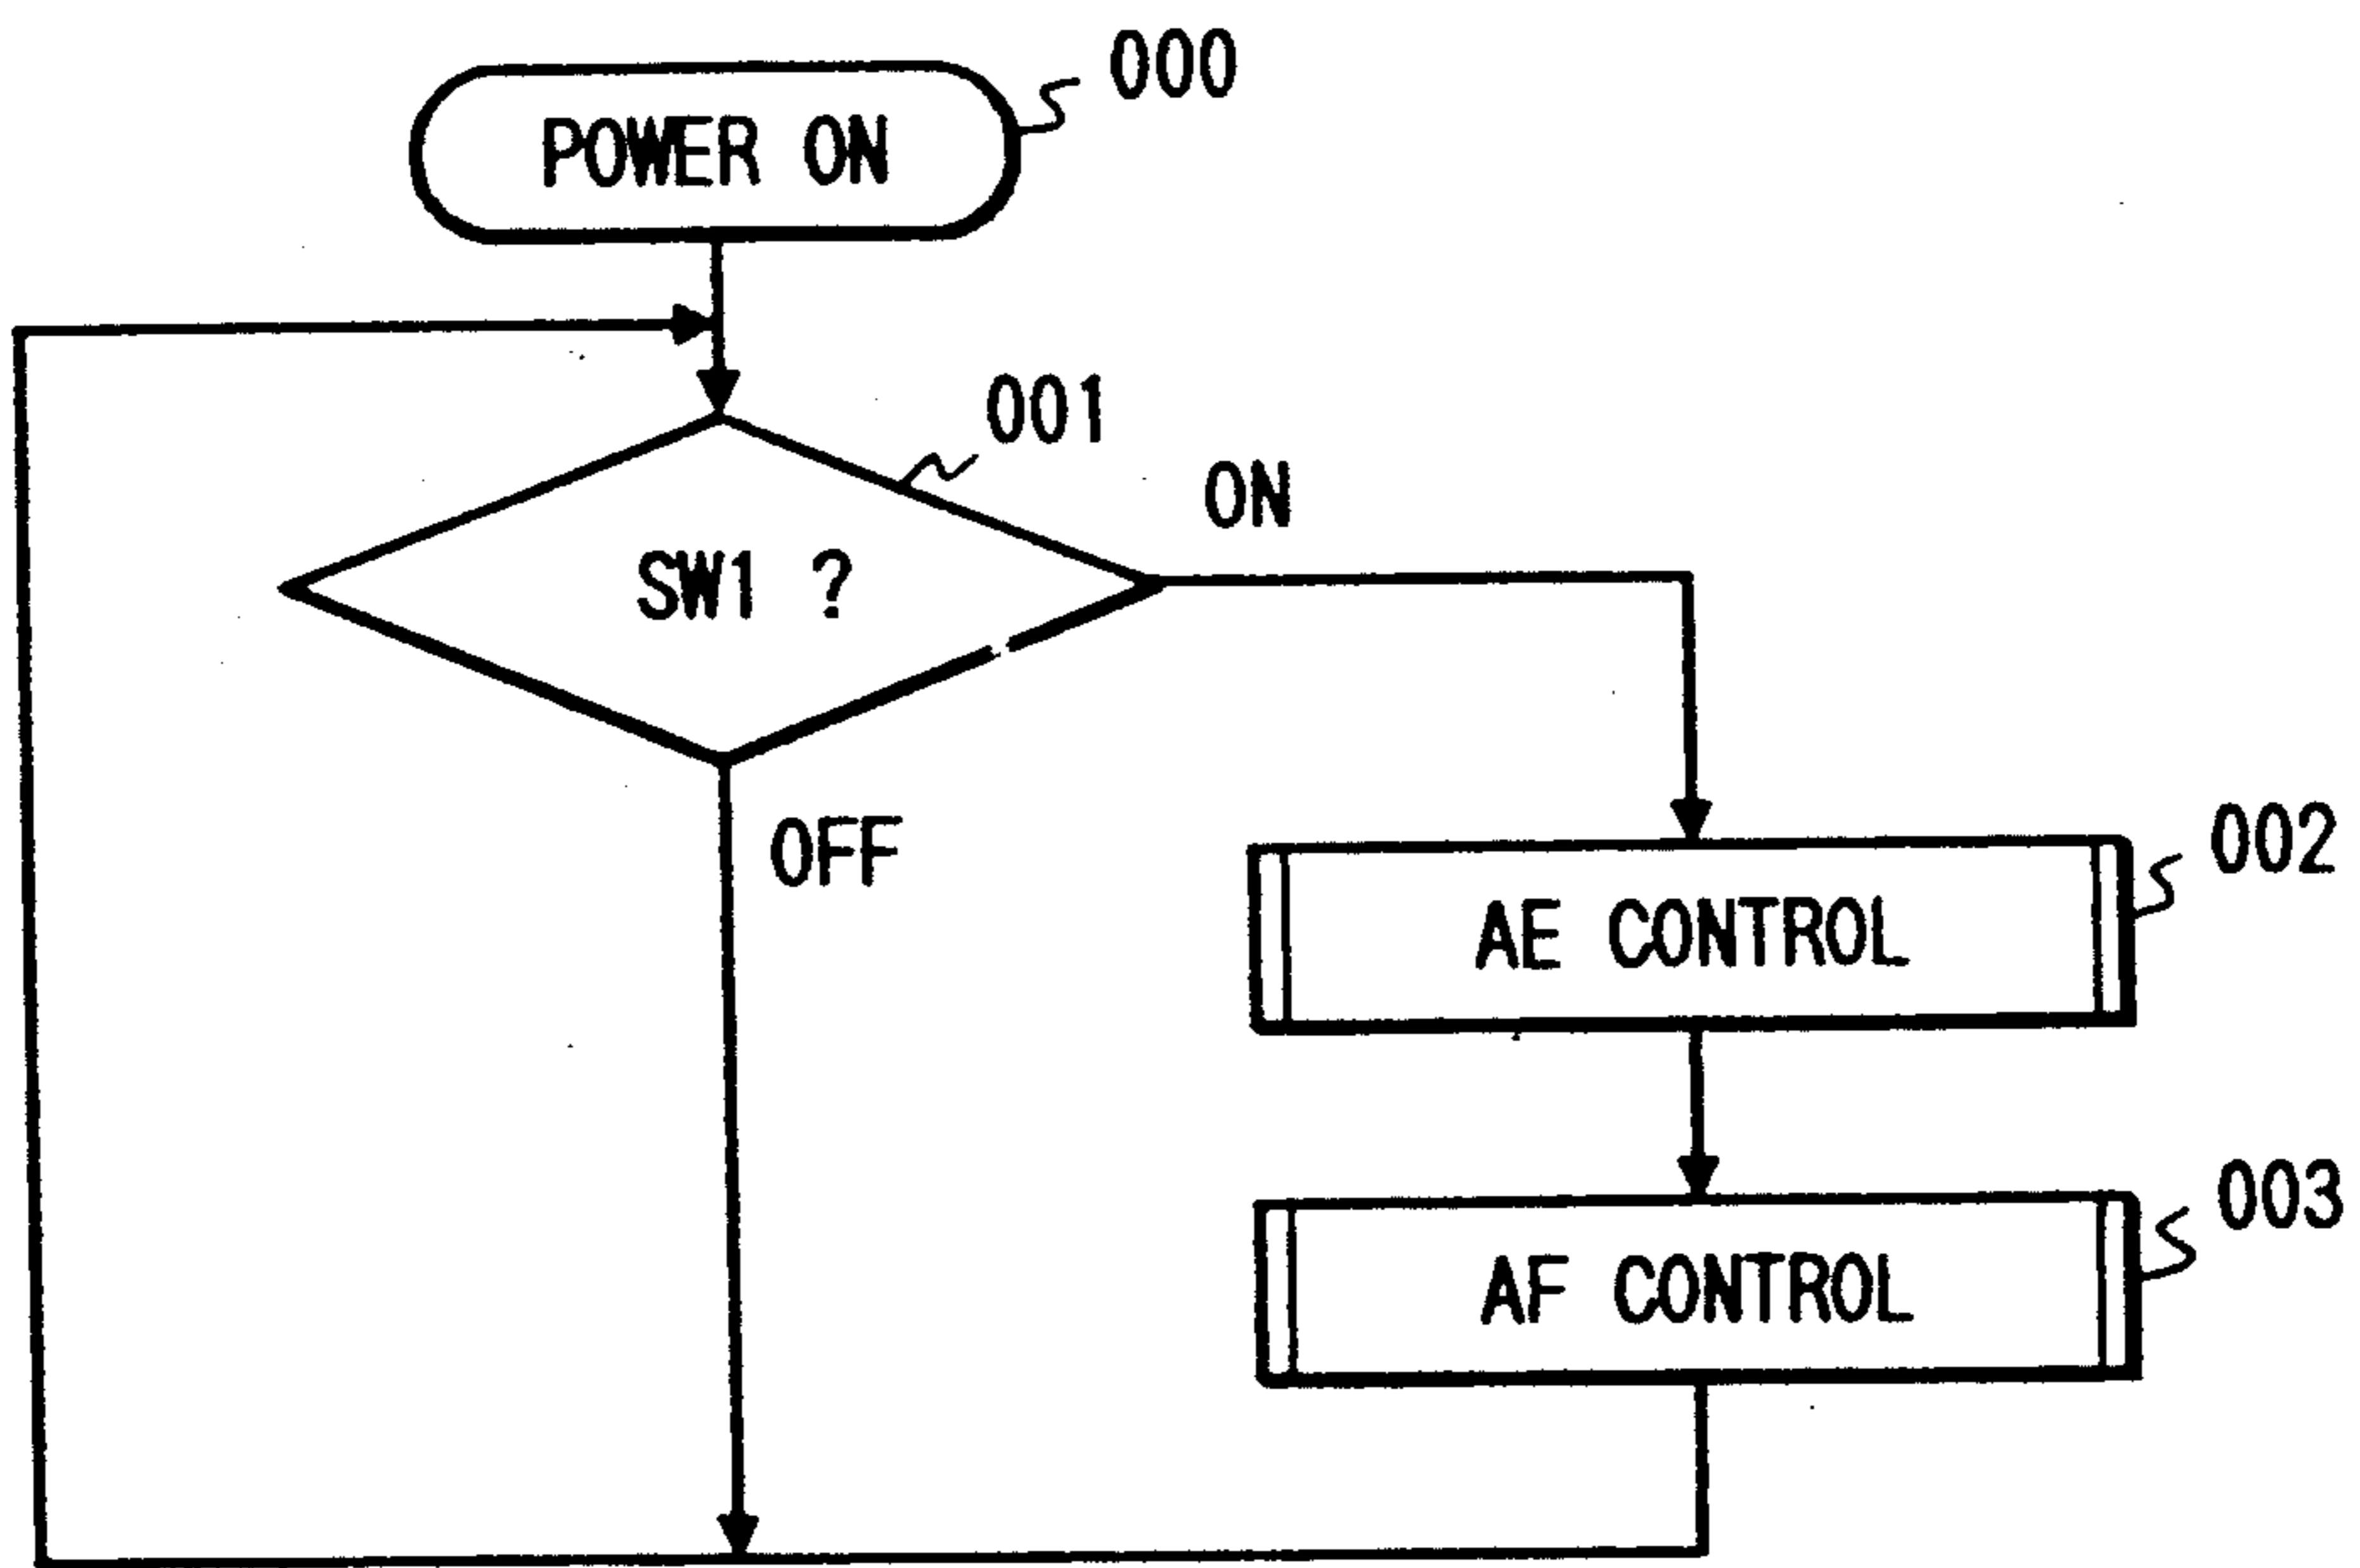 000
POWER ON
001
ON
SW1 ?
OFF
002
AE CONTROL
003
AF CONTROL